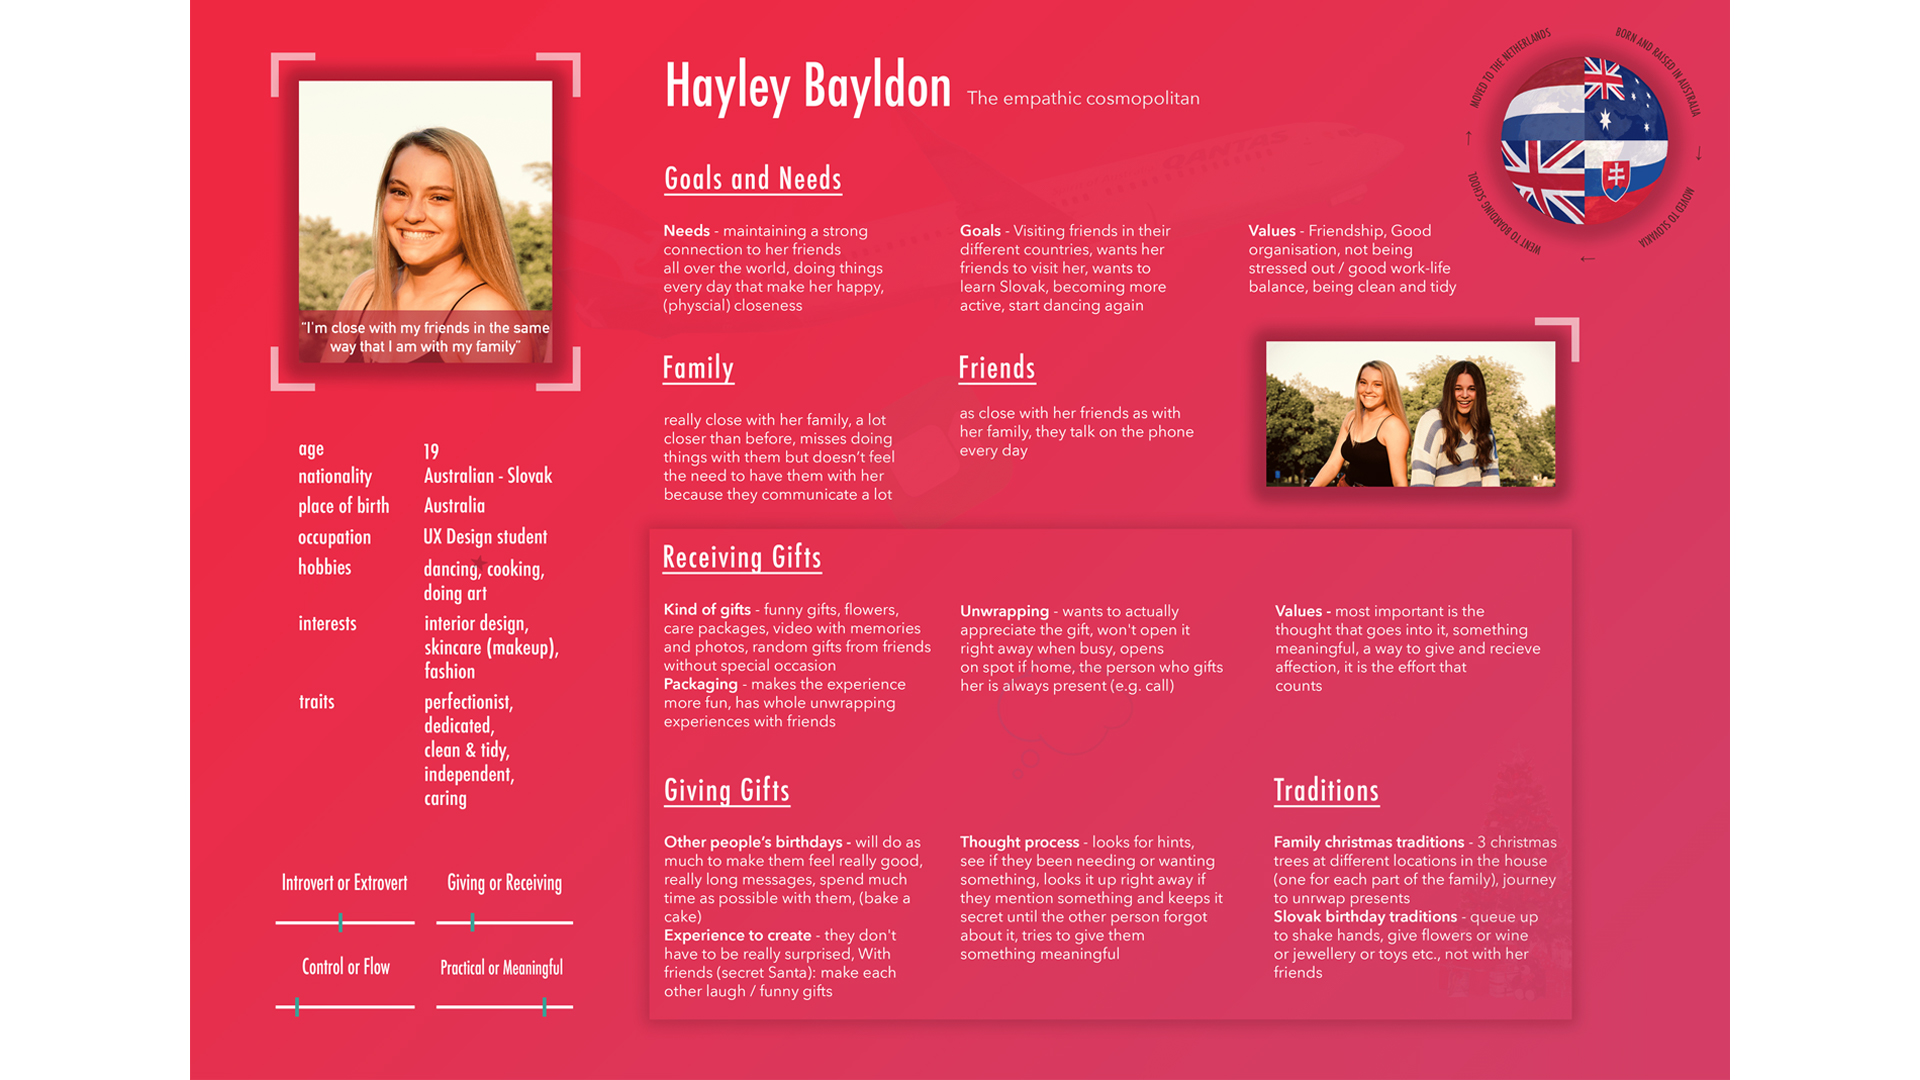 Hayley Bayldon The empathic cosmopolitan
"I'm close with my friends in the same
way that I am with my family"
age 19
nationality Australian - Slovak
place of birth Australia
occupation UX Design student
hobbies dancing, cooking,
doing art
interests interior design,
skincare (makeup),
fashion
traits perfectionist,
dedicated,
clean & tidy,
independent,
caring
Introvert or Extrovert
Giving or Receiving
Control or Flow
Practical or Meaningful
QANTAS
Goals and Needs
Needs - maintaining a strong
connection to her friends
all over the world, doing things
every day that make her happy,
(physcial) closeness
Goals - Visiting friends in their
different countries, wants her
friends to visit her, wants to
learn Slovak, becoming more
active, start dancing again
Values - Friendship, Good
organisation, not being
stressed out / good work-life
balance, being clean and tidy
BORN AND RAISED IN AUSTRALIA
MOVED TO SLOVAKIA
WENT TO BOARDING SCHOOL
MOVED TO THE NETHERLANDS
Family
really close with her family, a lot
closer than before, misses doing
things with them but doesn't feel
the need to have them with her
because they communicate a lot
Friends
as close with her friends as with
her family, they talk on the phone
every day
Receiving Gifts
Kind of gifts - funny gifts, flowers,
care packages, video with memories
and photos, random gifts from friends
without special occasion
Packaging - makes the experience
more fun, has whole unwrapping
experiences with friends
Unwrapping - wants to actually
appreciate the gift, won't open it
right away when busy, opens
on spot if home, the person who gifts
her is always present (e.g. call)
Values - most important is the
thought that goes into it, something
meaningful, a way to give and recieve
affection, it is the effort that
counts
Giving Gifts
Other people's birthdays - will do as
much to make them feel really good,
really long messages, spend much
time as possible with them, (bake a
cake)
Experience to create - they don't
have to be really surprised, With
friends (secret Santa): make each
other laugh / funny gifts
Thought process - looks for hints,
see if they been needing or wanting
something, looks it up right away if
they mention something and keeps it
secret until the other person forgot
about it, tries to give them
something meaningful
Traditions
Family christmas traditions - 3 christmas
trees at different locations in the house
(one for each part of the family), journey
to unrwap presents
Slovak birthday traditions - queue up
to shake hands, give flowers or wine
or jewellery or toys etc., not with her
friends